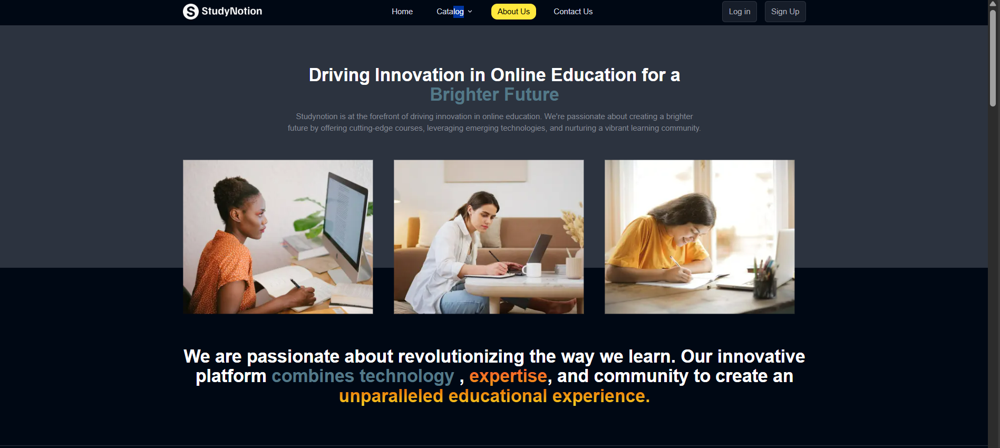 StudyNotion Home Catalog About Us Contact Us Log in Sign Up
Driving Innovation in Online Education for a
Brighter Future
Studynotion is at the forefront of driving innovation in online education. We're passionate about creating a brighter
future by offering cutting-edge courses, leveraging emerging technologies, and nurturing a vibrant learning community.
We are passionate about revolutionizing the way we learn. Our innovative
platform combines technology , expertise, and community to create an
unparalleled educational experience.